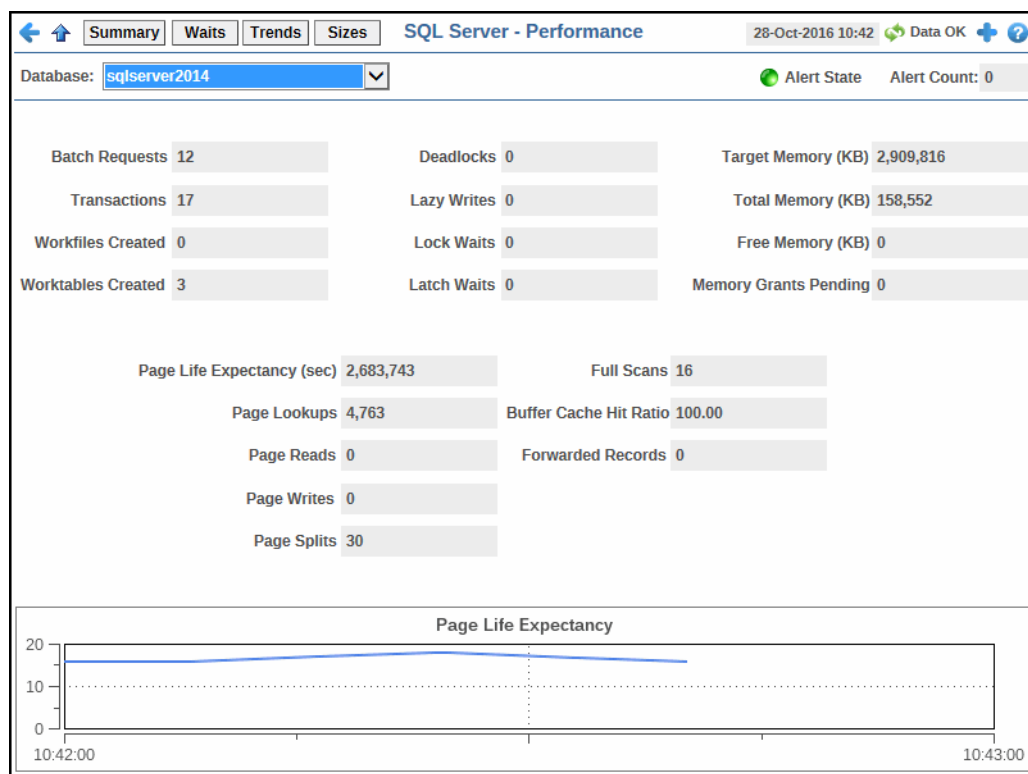 Summary Waits Trends Sizes SQL Server - Performance 28-Oct-2016 10:42 Data OK
Database: sqlserver2014 Alert State Alert Count: 0
Batch Requests 12 Deadlocks 0 Target Memory (KB) 2,909,816
Transactions 17 Lazy Writes 0 Total Memory (KB) 158,552
Workfiles Created 0 Lock Waits 0 Free Memory (KB) 0
Worktables Created 3 Latch Waits 0 Memory Grants Pending 0
Page Life Expectancy (sec) 2,683,743 Full Scans 16
Page Lookups 4,763 Buffer Cache Hit Ratio 100.00
Page Reads 0 Forwarded Records 0
Page Writes 0
Page Splits 30
Page Life Expectancy
20
10
0
10:42:00 10:43:00